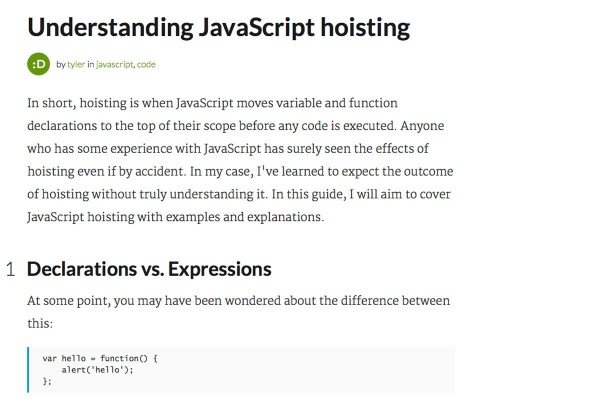 Understanding JavaScript hoisting
:D by tyler in javascript, code
In short, hoisting is when JavaScript moves variable and function
declarations to the top of their scope before any code is executed. Anyone
who has some experience with JavaScript has surely seen the effects of
hoisting even if by accident. In my case, I've learned to expect the outcome
of hoisting without truly understanding it. In this guide, I will aim to cover
JavaScript hoisting with examples and explanations.
1 Declarations vs. Expressions
At some point, you may have been wondered about the difference between
this:
var hello = function() {
    alert('hello');
};